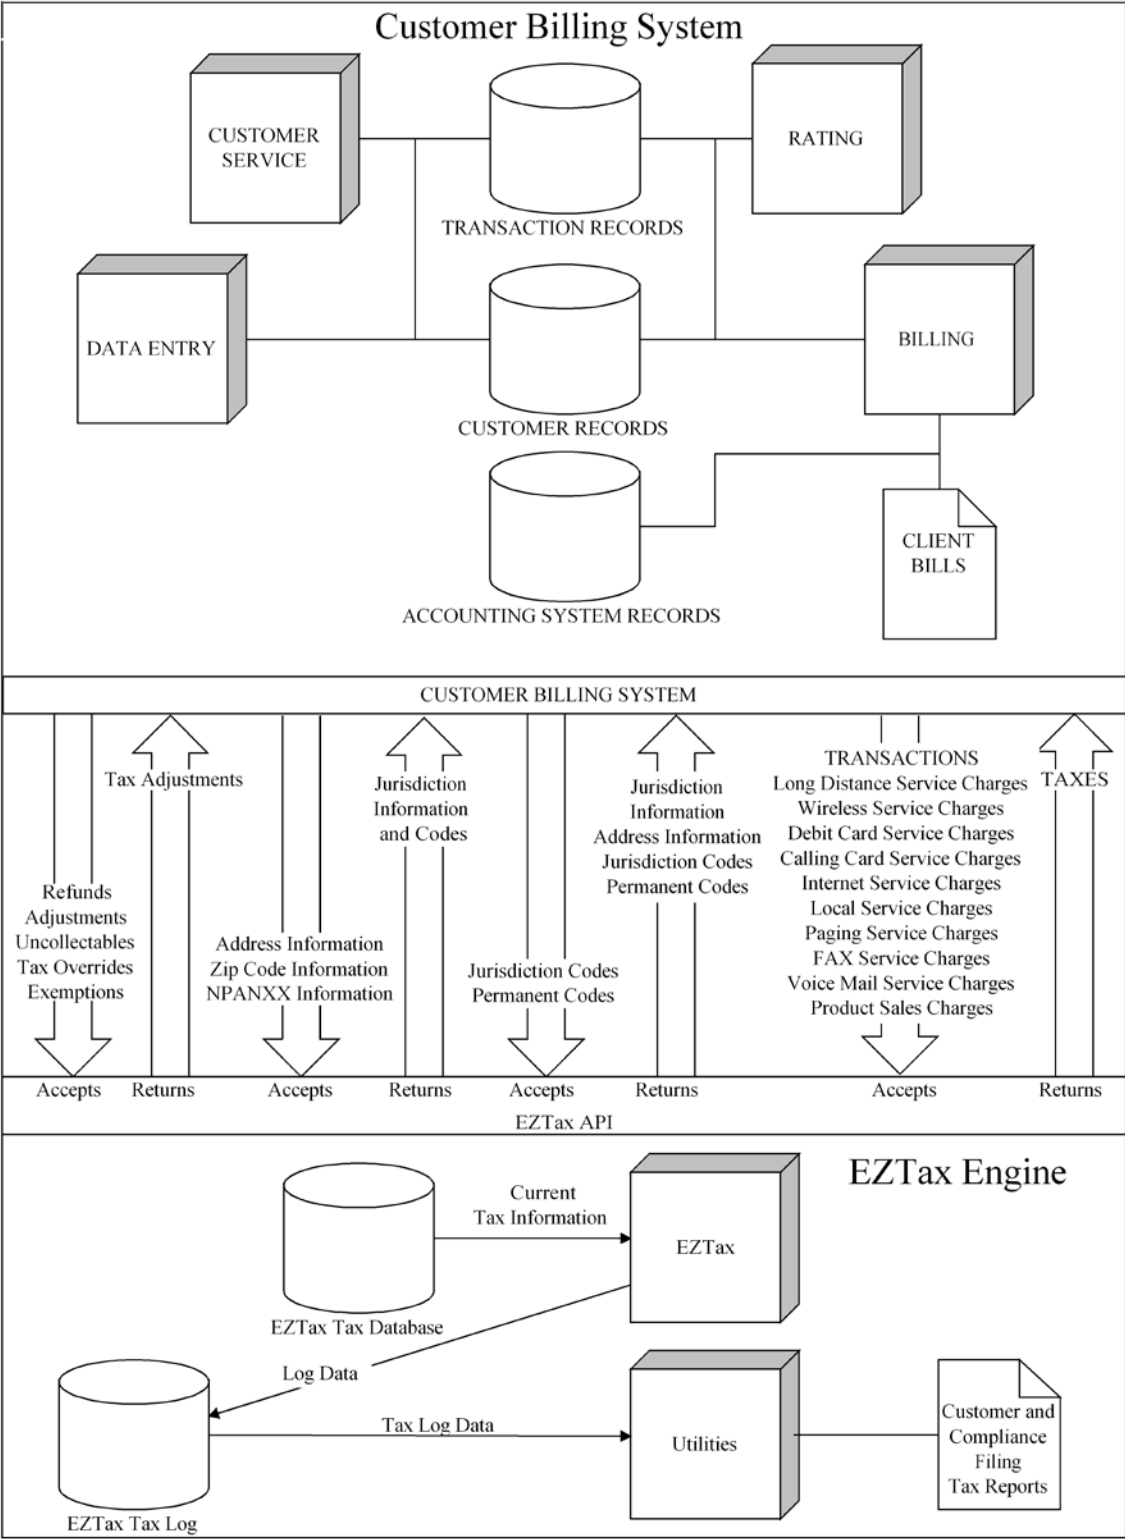 Customer Billing System
CUSTOMER
SERVICE
RATING
TRANSACTION RECORDS
DATA ENTRY
BILLING
CUSTOMER RECORDS
CLIENT
BILLS
ACCOUNTING SYSTEM RECORDS
CUSTOMER BILLING SYSTEM
Refunds
Adjustments
Uncollectables
Tax Overrides
Exemptions
Tax Adjustments
Address Information
Zip Code Information
NPANXX Information
Jurisdiction
Information
and Codes
Jurisdiction Codes
Permanent Codes
Jurisdiction
Information
Address Information
Jurisdiction Codes
Permanent Codes
TRANSACTIONS
Long Distance Service Charges
Wireless Service Charges
Debit Card Service Charges
Calling Card Service Charges
Internet Service Charges
Local Service Charges
Paging Service Charges
FAX Service Charges
Voice Mail Service Charges
Product Sales Charges
TAXES
Accepts Returns Accepts Returns Accepts Returns Accepts Returns
EZTax API
EZTax Engine
Current
Tax Information
EZTax
EZTax Tax Database
Log Data
Tax Log Data
Utilities
Customer and
Compliance
Filing
Tax Reports
EZTax Tax Log